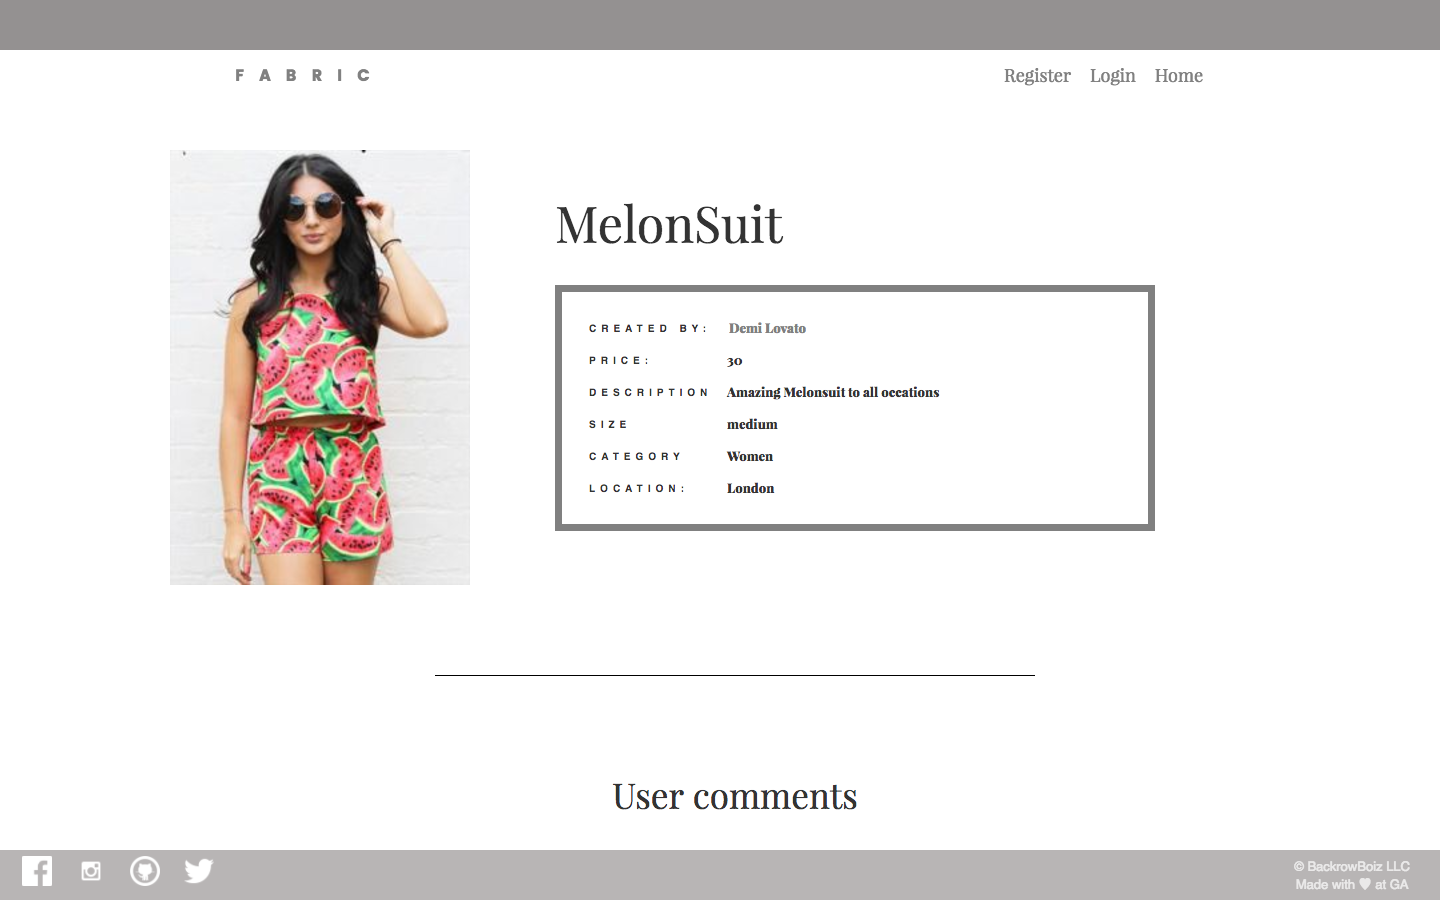 F A B R I C
Register Login Home
MelonSuit
CREATED BY: Demi Lovato
PRICE: 30
DESCRIPTION Amazing Melonsuit to all occations
SIZE medium
CATEGORY Women
LOCATION: London
User comments
© BackrowBoiz LLC
Made with ♥ at GA